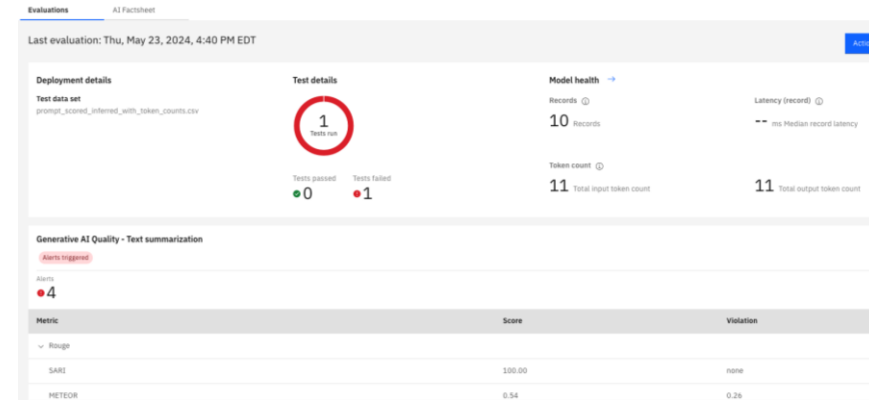 Evaluations
AI Factsheet
Last evaluation: Thu, May 23, 2024, 4:40 PM EDT
Deployment details
Test data set
prompt_scored_inferred_with_token_counts.csv
Test details
1
Tests run
Tests passed
0
Tests failed
1
Model health
Records
10 Records
Latency (record)
-- ms Median record latency
Token count
11 Total input token count
11 Total output token count
Generative AI Quality - Text summarization
Alerts triggered
Alerts
4
Metric Score Violation
Rouge
SARI 100.00 none
METEOR 0.54 0.26